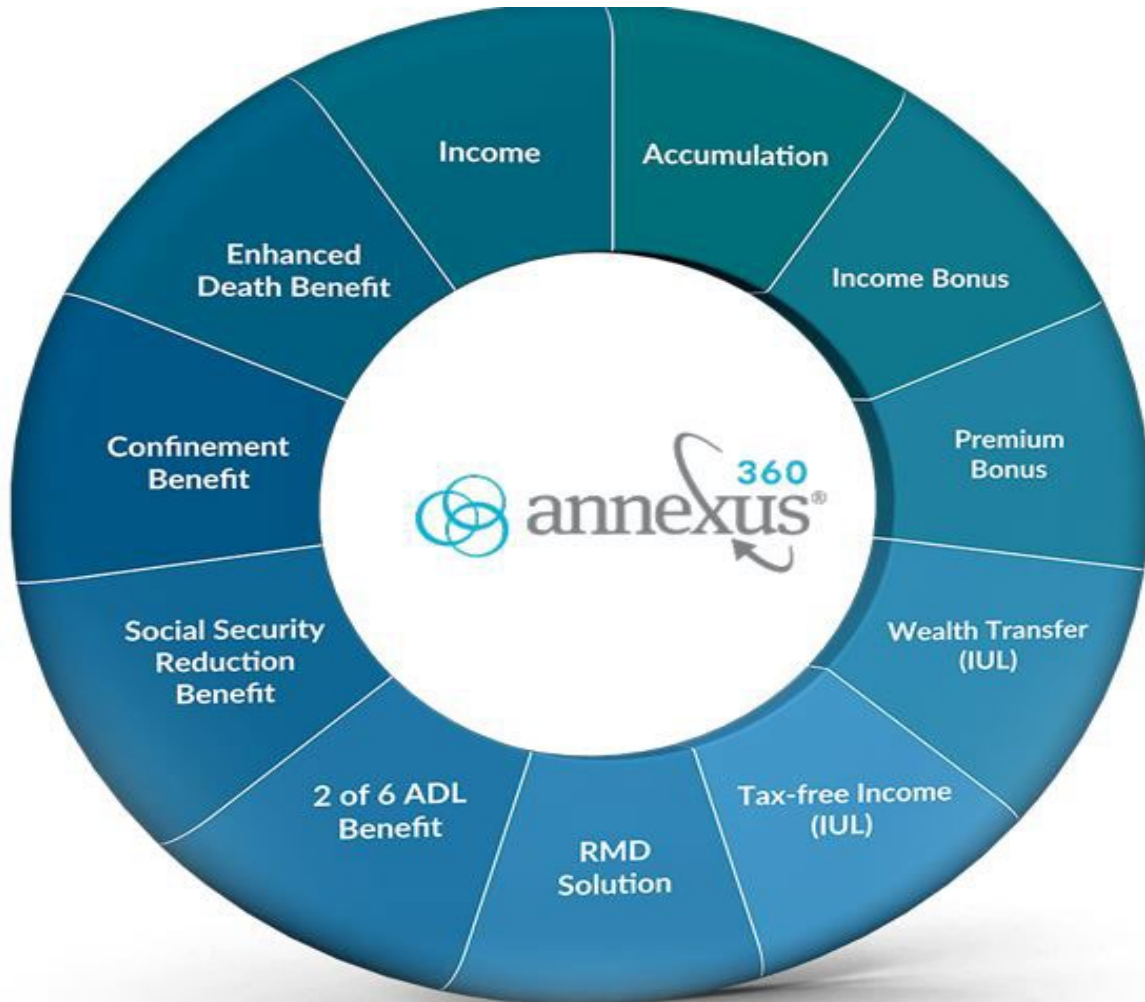 Income
Accumulation
Income Bonus
Premium
Bonus
Wealth Transfer
(IUL)
Tax-free Income
(IUL)
RMD
Solution
2 of 6 ADL
Benefit
Social Security
Reduction
Benefit
Confinement
Benefit
Enhanced
Death Benefit
360
annexus®